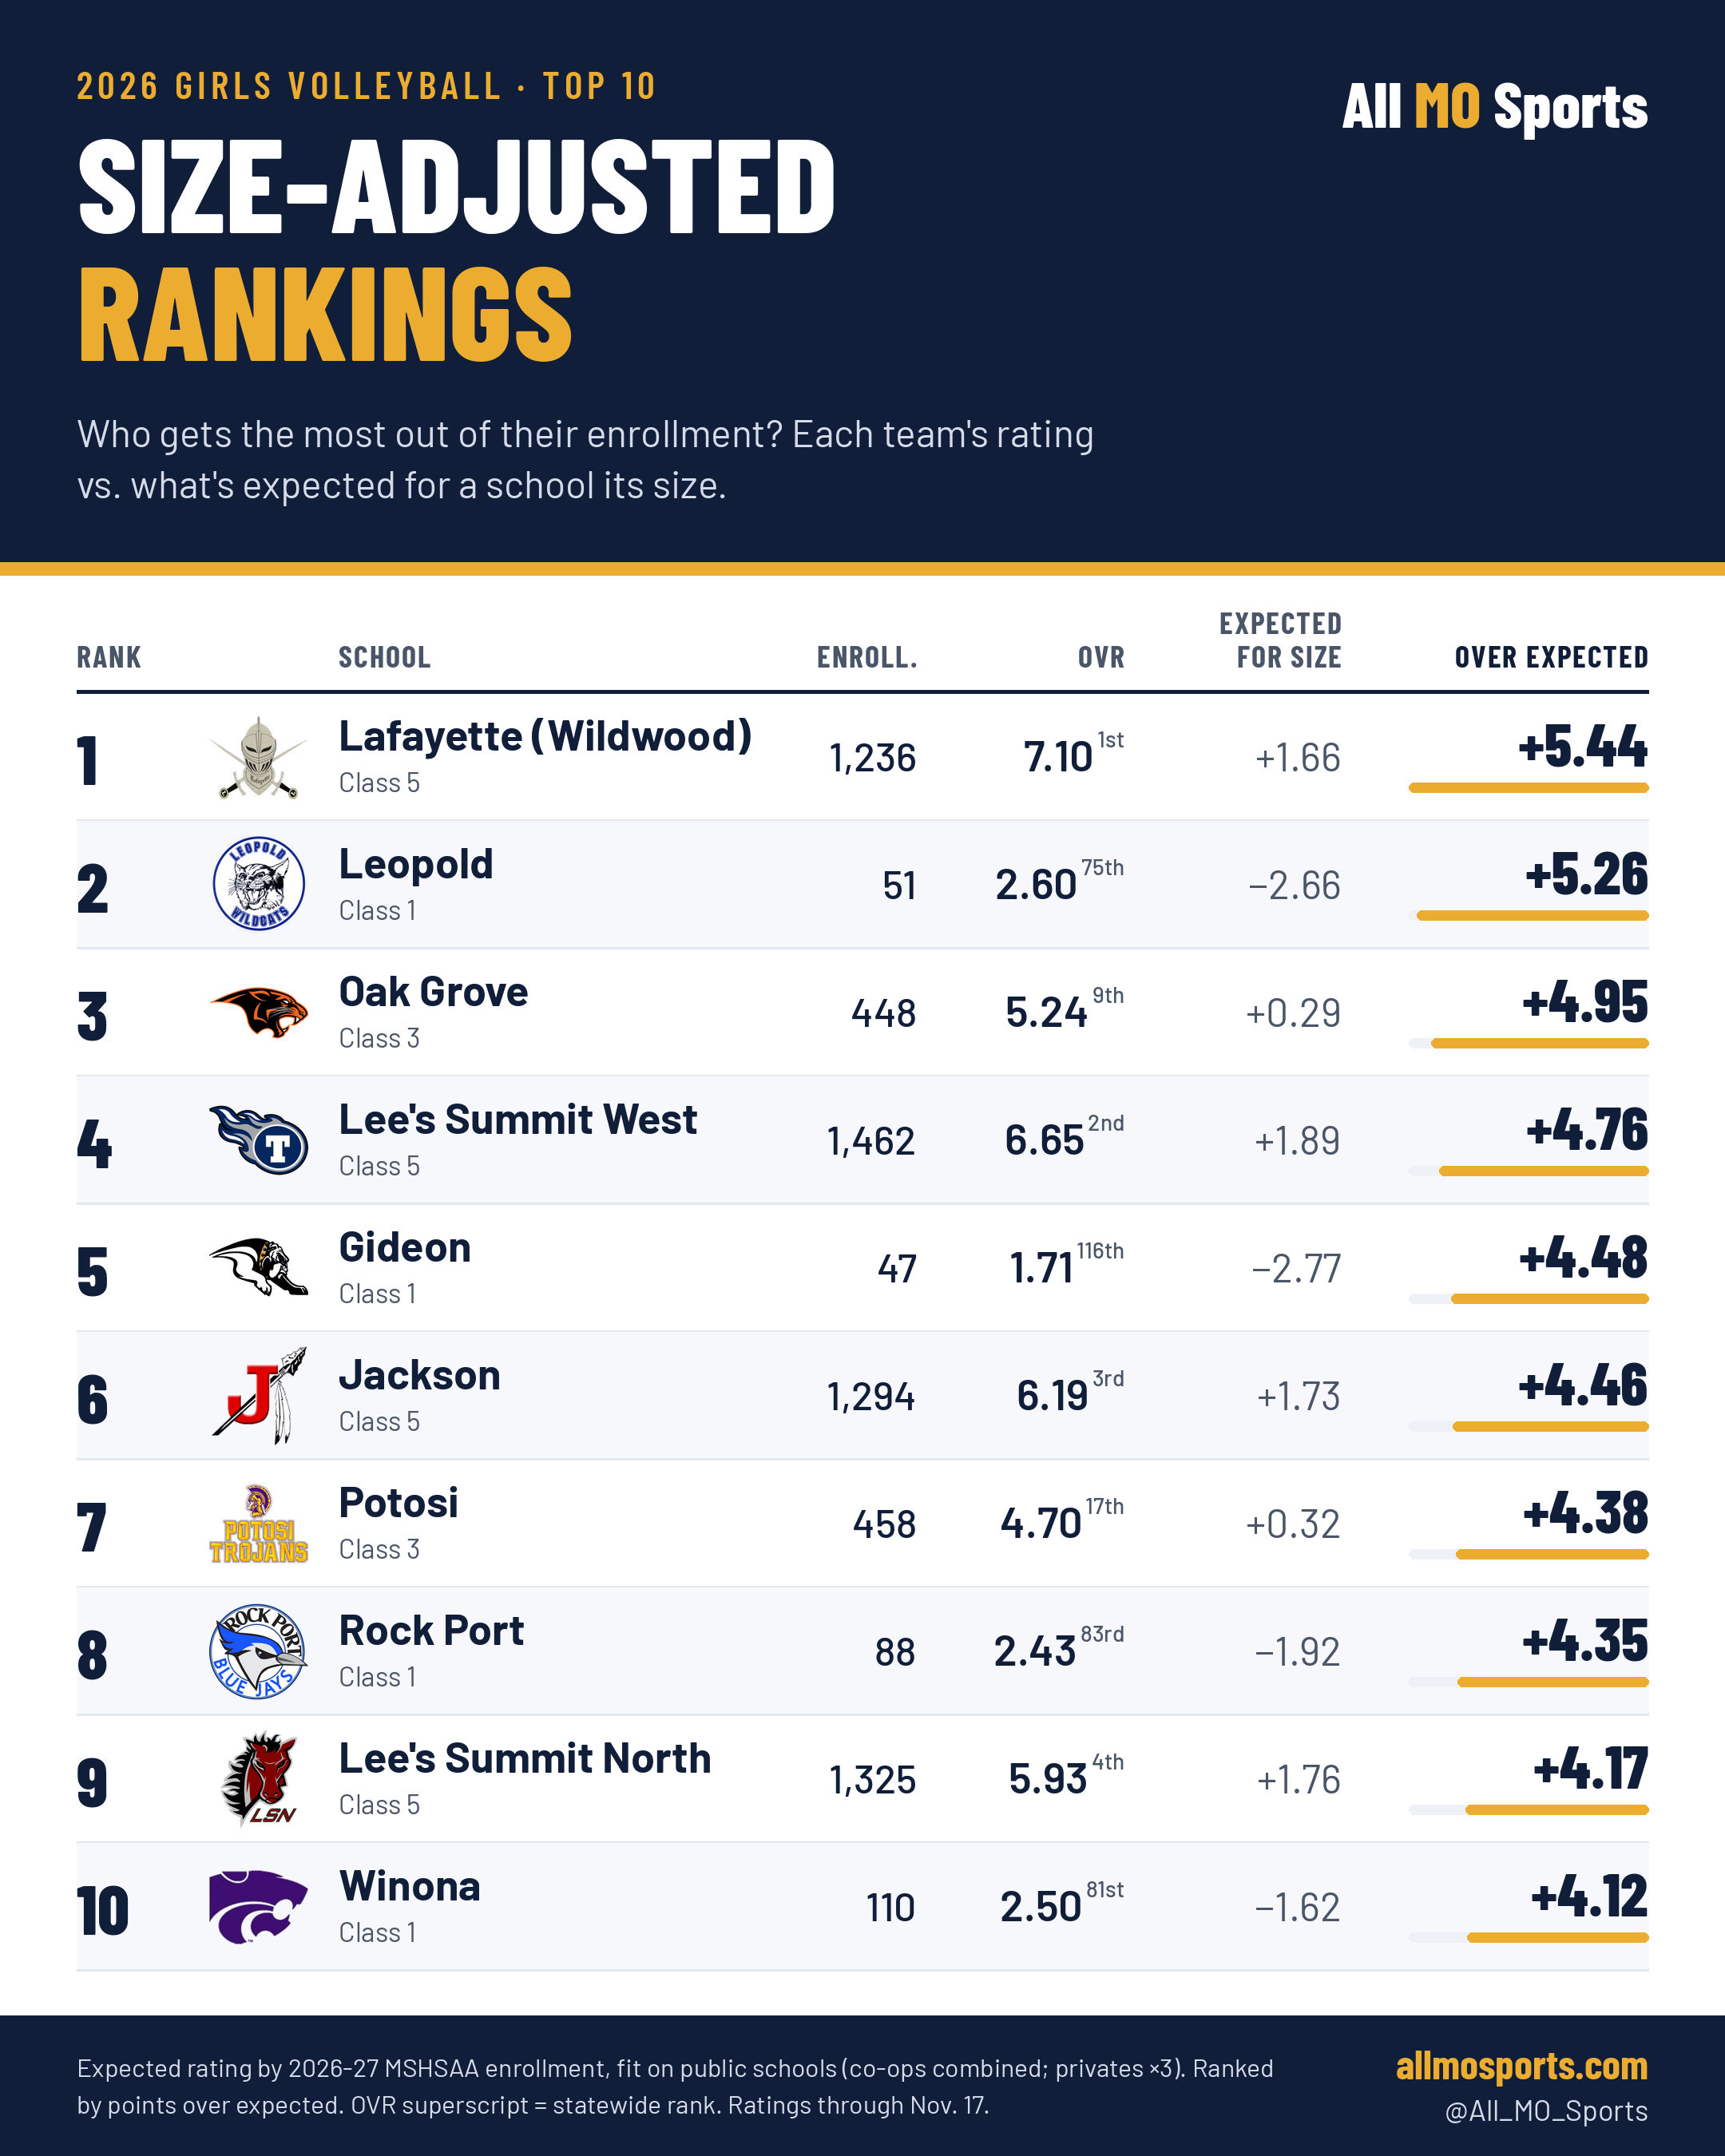 2026 GIRLS VOLLEYBALL · TOP 10
All MO Sports
SIZE-ADJUSTED
RANKINGS
Who gets the most out of their enrollment? Each team's rating
vs. what's expected for a school its size.
RANK SCHOOL ENROLL. OVR EXPECTED FOR SIZE OVER EXPECTED
1 Lafayette (Wildwood) 1,236 7.10 1st +1.66 +5.44
Class 5
LEOPOLD
WILDCATS
2 Leopold 51 2.60 75th −2.66 +5.26
Class 1
3 Oak Grove 448 5.24 9th +0.29 +4.95
Class 3
T
4 Lee's Summit West 1,462 6.65 2nd +1.89 +4.76
Class 5
5 Gideon 47 1.71 116th −2.77 +4.48
Class 1
J
6 Jackson 1,294 6.19 3rd +1.73 +4.46
Class 5
POTOSI
TROJANS
7 Potosi 458 4.70 17th +0.32 +4.38
Class 3
ROCK PORT
BLUE JAYS
8 Rock Port 88 2.43 83rd −1.92 +4.35
Class 1
LSN
9 Lee's Summit North 1,325 5.93 4th +1.76 +4.17
Class 5
10 Winona 110 2.50 81st −1.62 +4.12
Class 1
Expected rating by 2026-27 MSHSAA enrollment, fit on public schools (co-ops combined; privates ×3). Ranked
by points over expected. OVR superscript = statewide rank. Ratings through Nov. 17.
allmosports.com
@All_MO_Sports